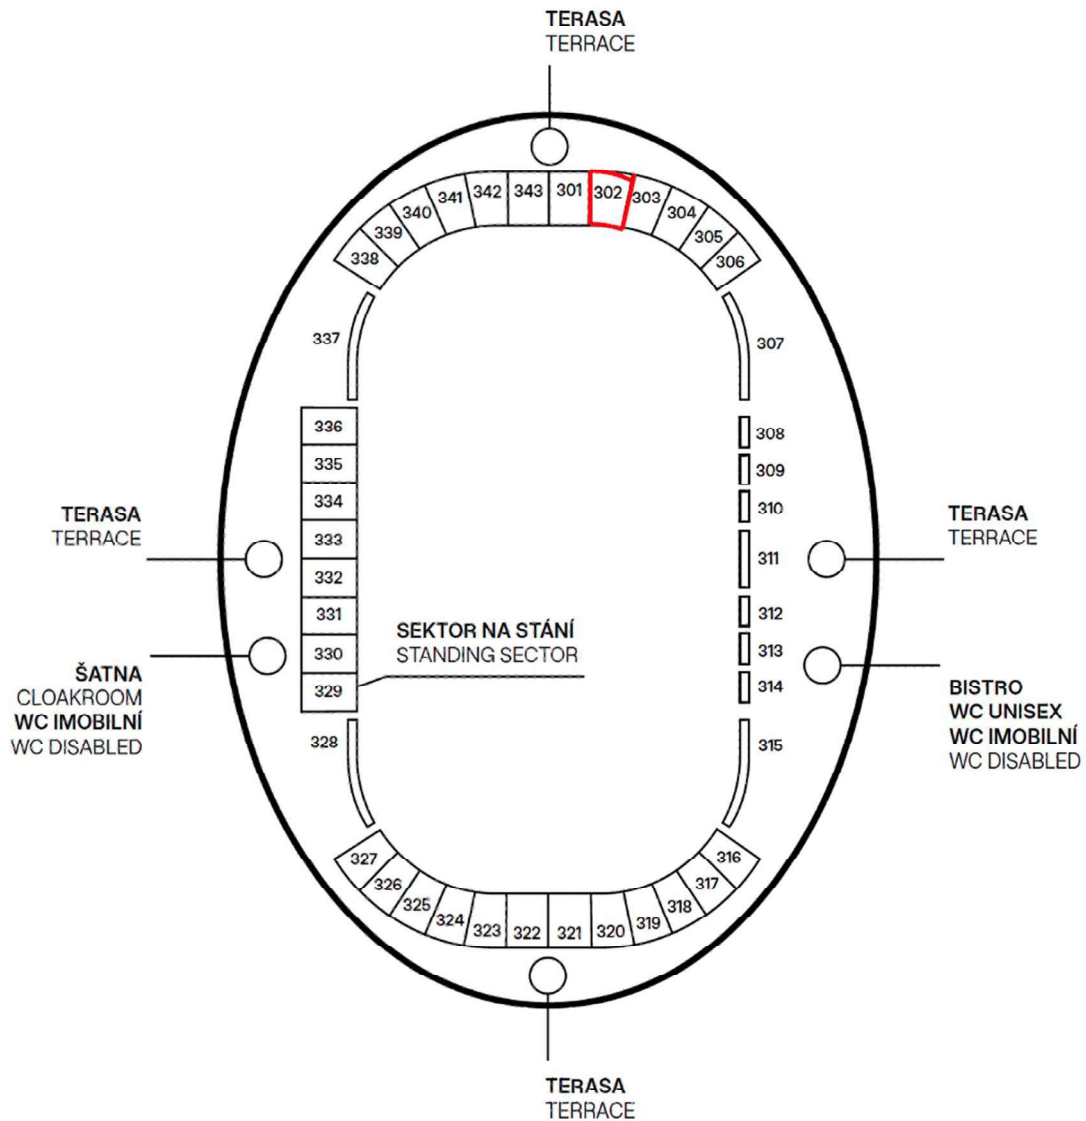 TERASA
TERRACE
338
339
340
341
342
343
301
302
303
304
305
306
337
307
336
335
334
333
332
331
330
329
308
309
310
311
312
313
314
TERASA
TERRACE
TERASA
TERRACE
SEKTOR NA STÁNÍ
STANDING SECTOR
ŠATNA
CLOAKROOM
WC IMOBILNÍ
WC DISABLED
BISTRO
WC UNISEX
WC IMOBILNÍ
WC DISABLED
328
315
327
326
325
324
323
322
321
320
319
318
317
316
TERASA
TERRACE